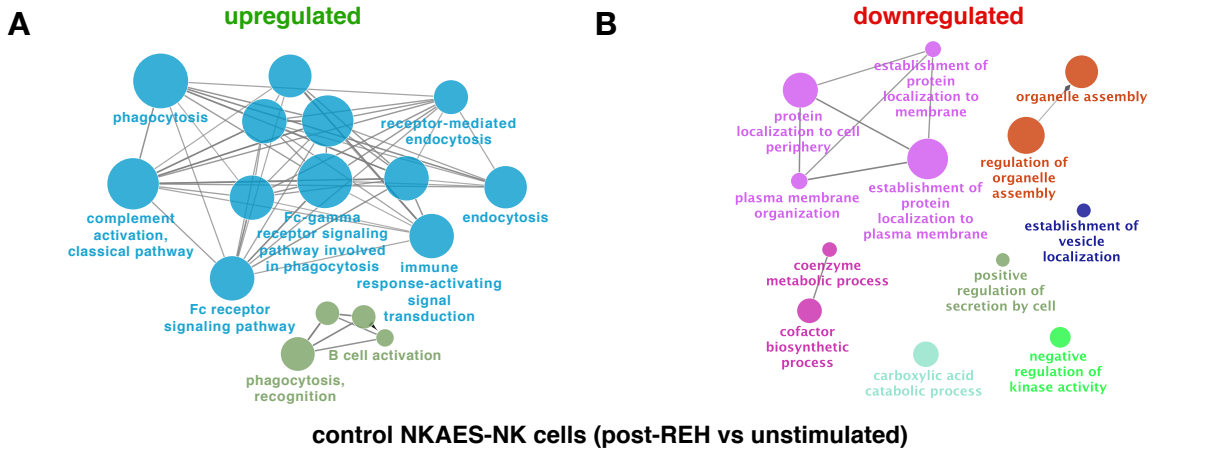 A
upregulated
phagocytosis
receptor-mediated
endocytosis
complement
activation,
classical pathway
Fc-gamma
receptor signaling
pathway involved
in phagocytosis
endocytosis
immune
response-activating
signal
transduction
Fc receptor
signaling pathway
B cell activation
phagocytosis,
recognition
B
downregulated
establishment of
protein
localization to
membrane
organelle assembly
protein
localization to cell
periphery
regulation of
organelle
assembly
plasma membrane
organization
establishment of
protein
localization to
plasma membrane
establishment of
vesicle
localization
coenzyme
metabolic process
positive
regulation of
secretion by cell
cofactor
biosynthetic
process
carboxylic acid
catabolic process
negative
regulation of
kinase activity
control NKAES-NK cells (post-REH vs unstimulated)